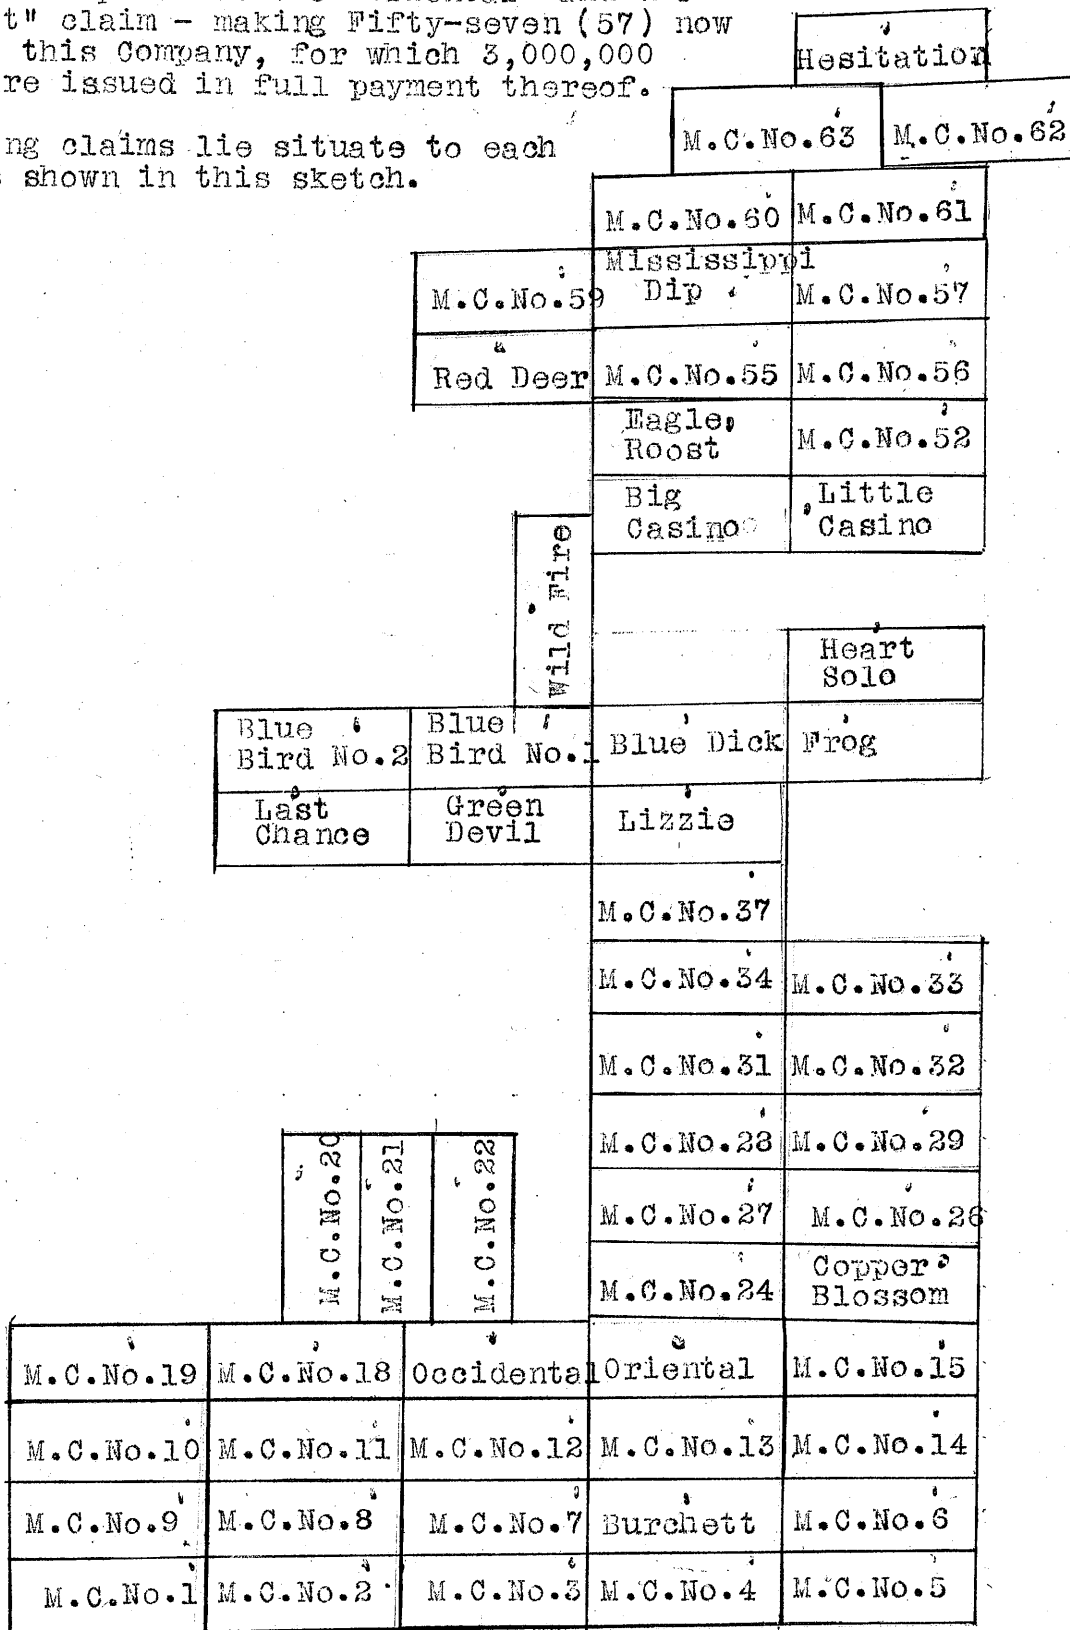 t" claim - making Fifty-seven (57) now
this Company, for which 3,000,000
re issued in full payment thereof.
ng claims lie situate to each
shown in this sketch.
Hesitation
M.C.No.63 M.C.No.62
M.C.No.60 M.C.No.61
M.C.No.59 Mississippi Dip M.C.No.57
Red Deer M.C.No.55 M.C.No.56
Eagle Roost M.C.No.52
Big Casino Little Casino
Wild Fire
Heart Solo
Blue Bird No.2 Blue Bird No.1 Blue Dick Frog
Last Chance Green Devil Lizzie
M.C.No.37
M.C.No.34 M.C.No.33
M.C.No.31 M.C.No.32
M.C.No.20 M.C.No.21 M.C.No.22
M.C.No.28 M.C.No.29
M.C.No.27 M.C.No.26
M.C.No.24 Copper Blossom
M.C.No.19 M.C.No.18 Occidental Oriental M.C.No.15
M.C.No.10 M.C.No.11 M.C.No.12 M.C.No.13 M.C.No.14
M.C.No.9 M.C.No.8 M.C.No.7 Burchett M.C.No.6
M.C.No.1 M.C.No.2 M.C.No.3 M.C.No.4 M.C.No.5